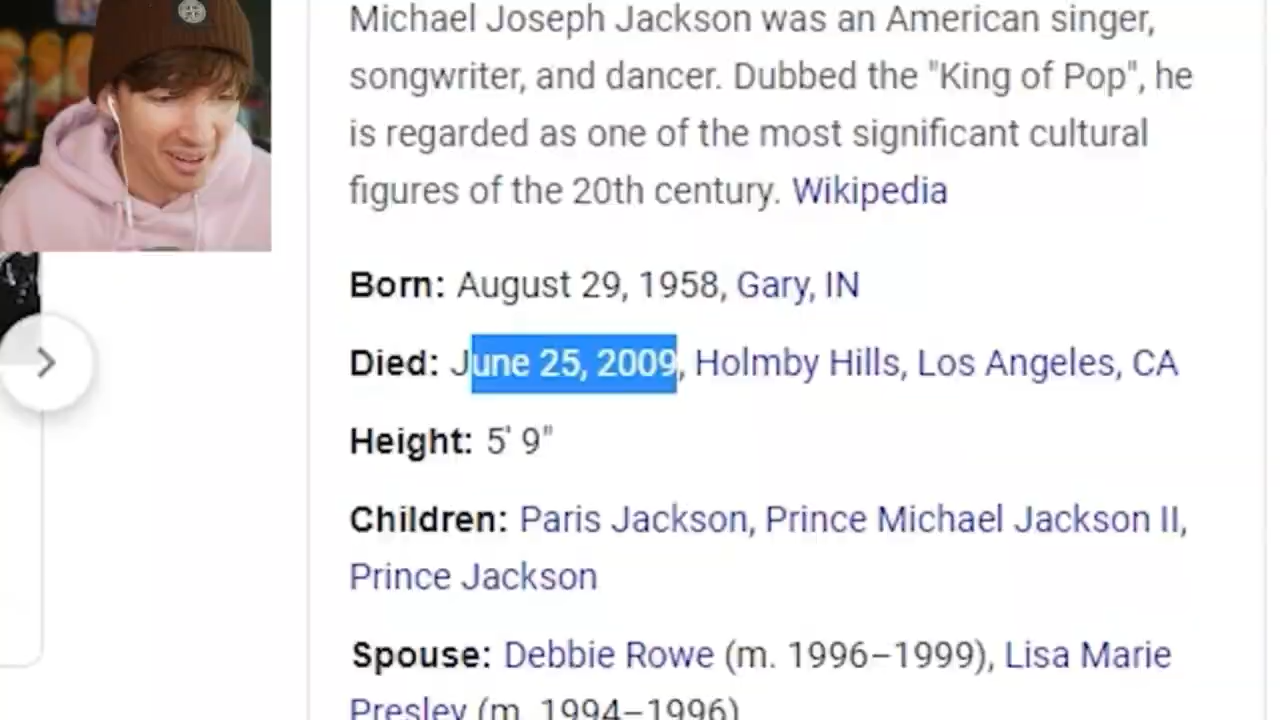 Michael Joseph Jackson was an American singer,
songwriter, and dancer. Dubbed the "King of Pop", he
is regarded as one of the most significant cultural
figures of the 20th century. Wikipedia
Born: August 29, 1958, Gary, IN
Died: June 25, 2009, Holmby Hills, Los Angeles, CA
Height: 5' 9"
Children: Paris Jackson, Prince Michael Jackson II,
Prince Jackson
Spouse: Debbie Rowe (m. 1996–1999), Lisa Marie
Presley (m. 1994–1996)